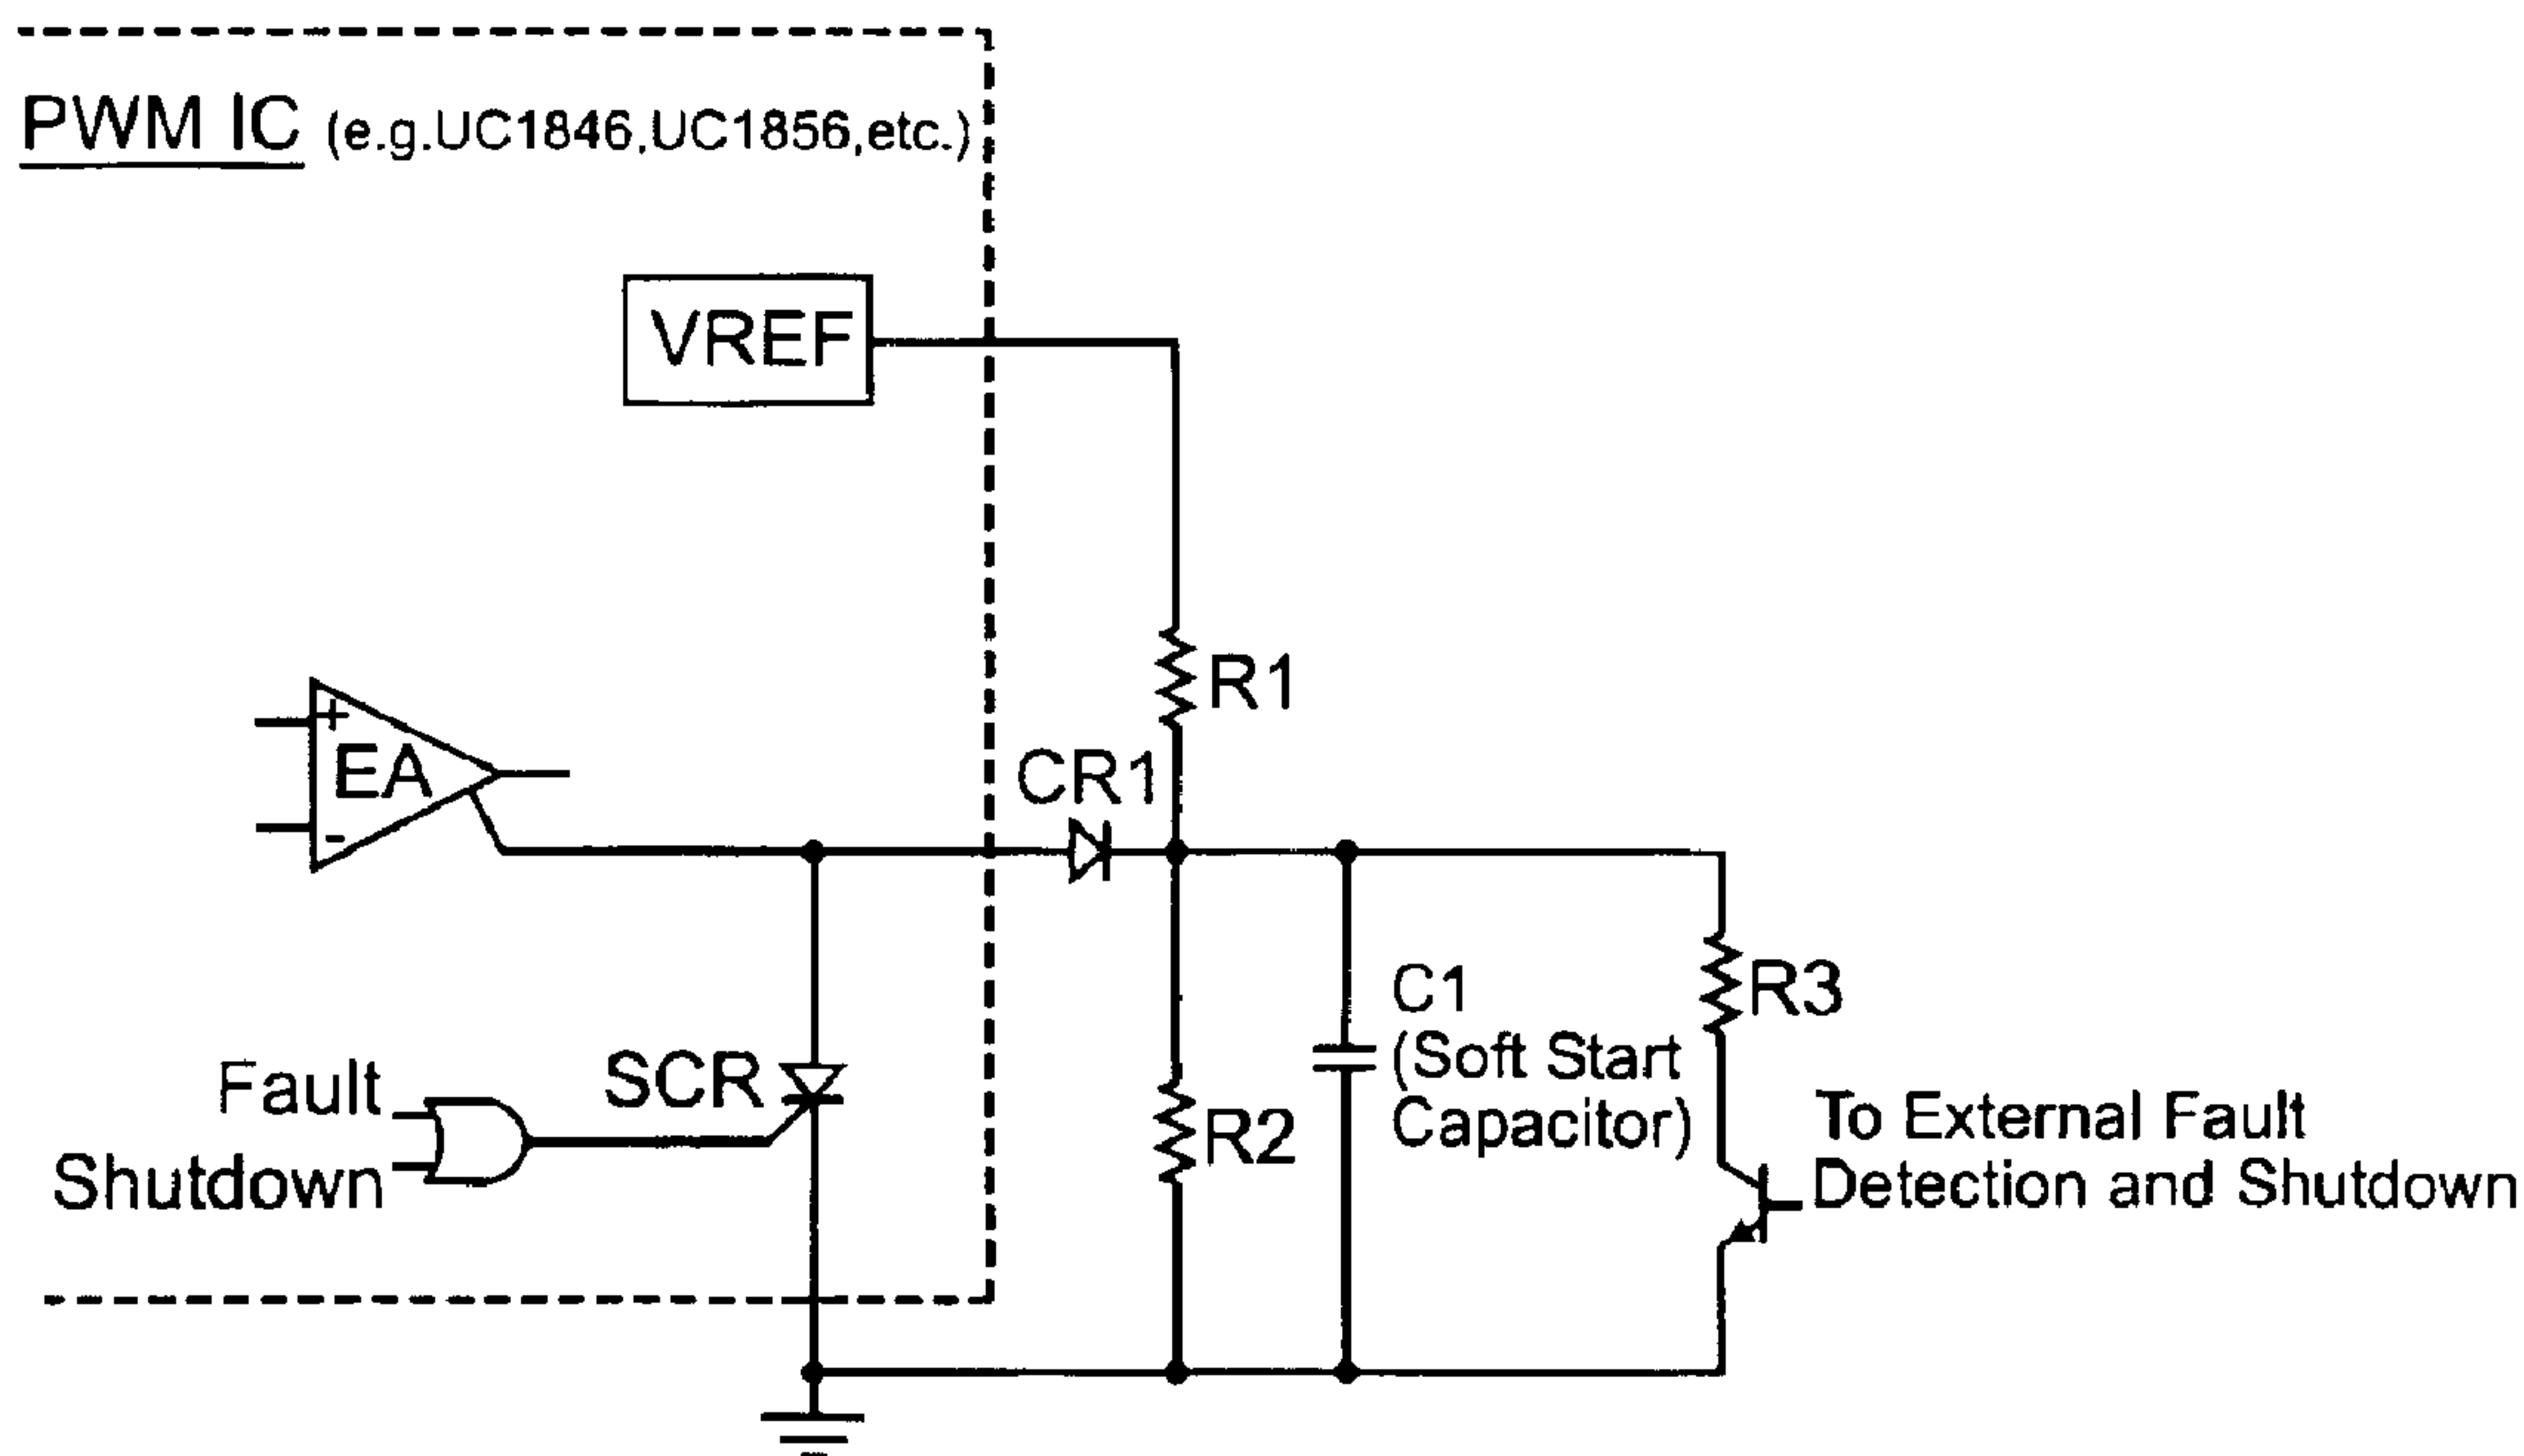 PWM IC (e.g.UC1846,UC1856,etc.)
VREF
R1
CR1
+
EA
-
C1
(Soft Start
Capacitor)
R3
Fault
SCR
Shutdown
R2
To External Fault
Detection and Shutdown